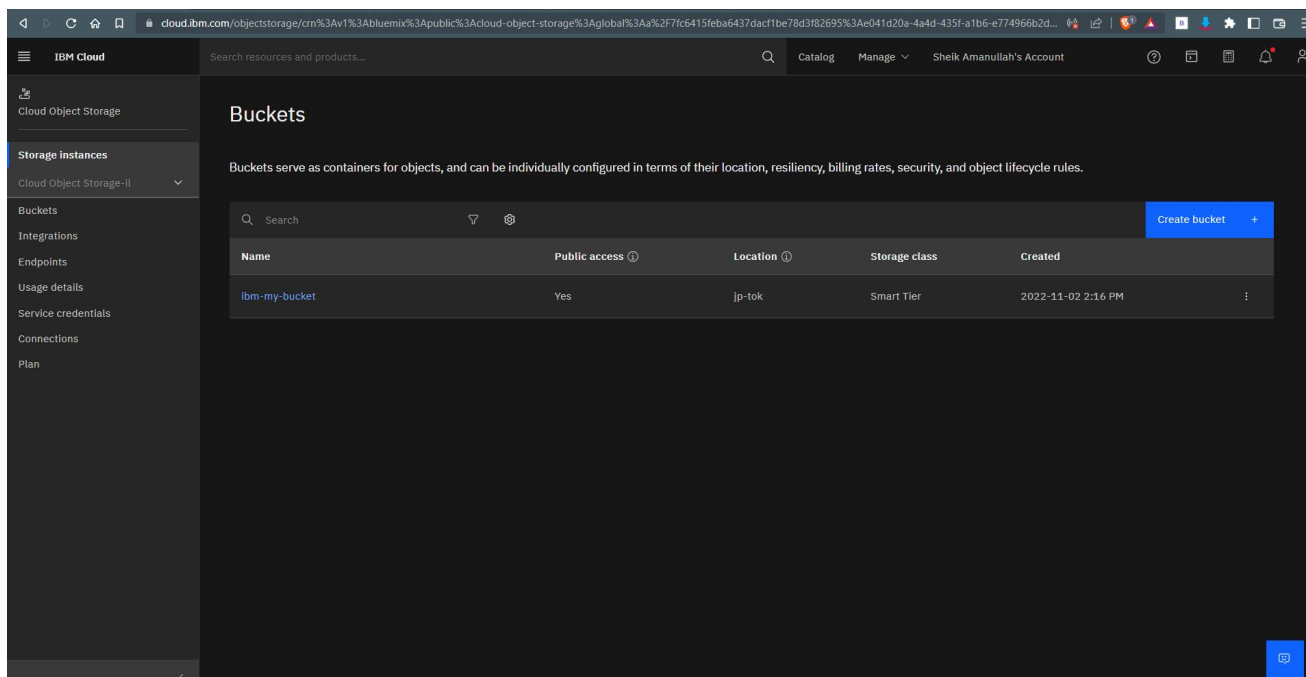 cloud.ibm.com/objectstorage/crn%3Av1%3Abluemix%3Apublic%3Acloud-object-storage%3Aglobal%3Aa%2F7fc6415feba6437dacf1be78d3f82695%3Ae041d20a-4a4d-435f-a1b6-e774966b2d...
IBM Cloud
Search resources and products...
Catalog
Manage
Sheik Amanullah's Account
Cloud Object Storage
Storage instances
Cloud Object Storage-il
Buckets
Integrations
Endpoints
Usage details
Service credentials
Connections
Plan
Buckets
Buckets serve as containers for objects, and can be individually configured in terms of their location, resiliency, billing rates, security, and object lifecycle rules.
Search
Create bucket +
Name Public access Location Storage class Created
ibm-my-bucket Yes jp-tok Smart Tier 2022-11-02 2:16 PM